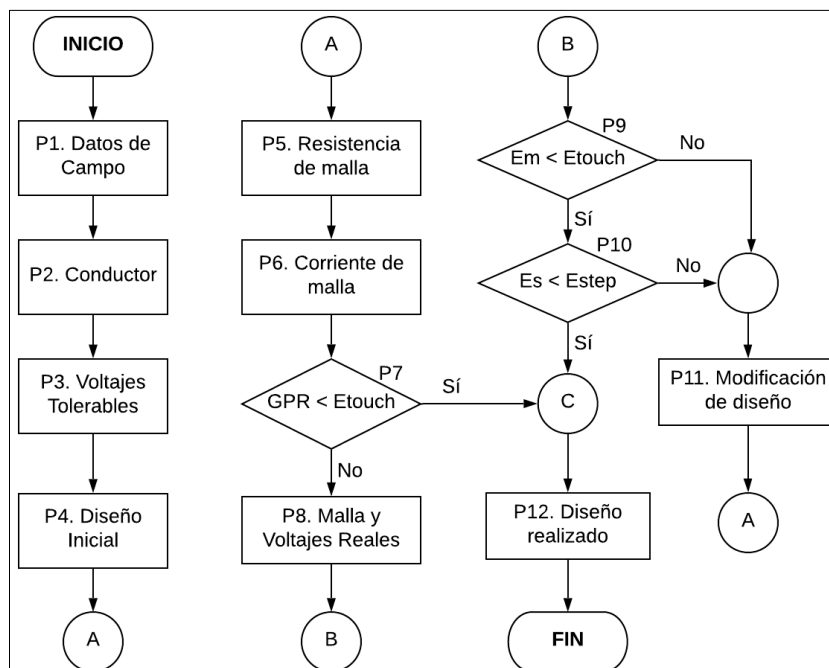 INICIO
P1. Datos de
Campo
P2. Conductor
P3. Voltajes
Tolerables
P4. Diseño
Inicial
A
A
P5. Resistencia
de malla
P6. Corriente de
malla
P7
GPR < Etouch
Sí
No
P8. Malla y
Voltajes Reales
B
B
P9
Em < Etouch
No
Sí
P10
Es < Estep
No
Sí
C
P11. Modificación
de diseño
A
P12. Diseño
realizado
FIN